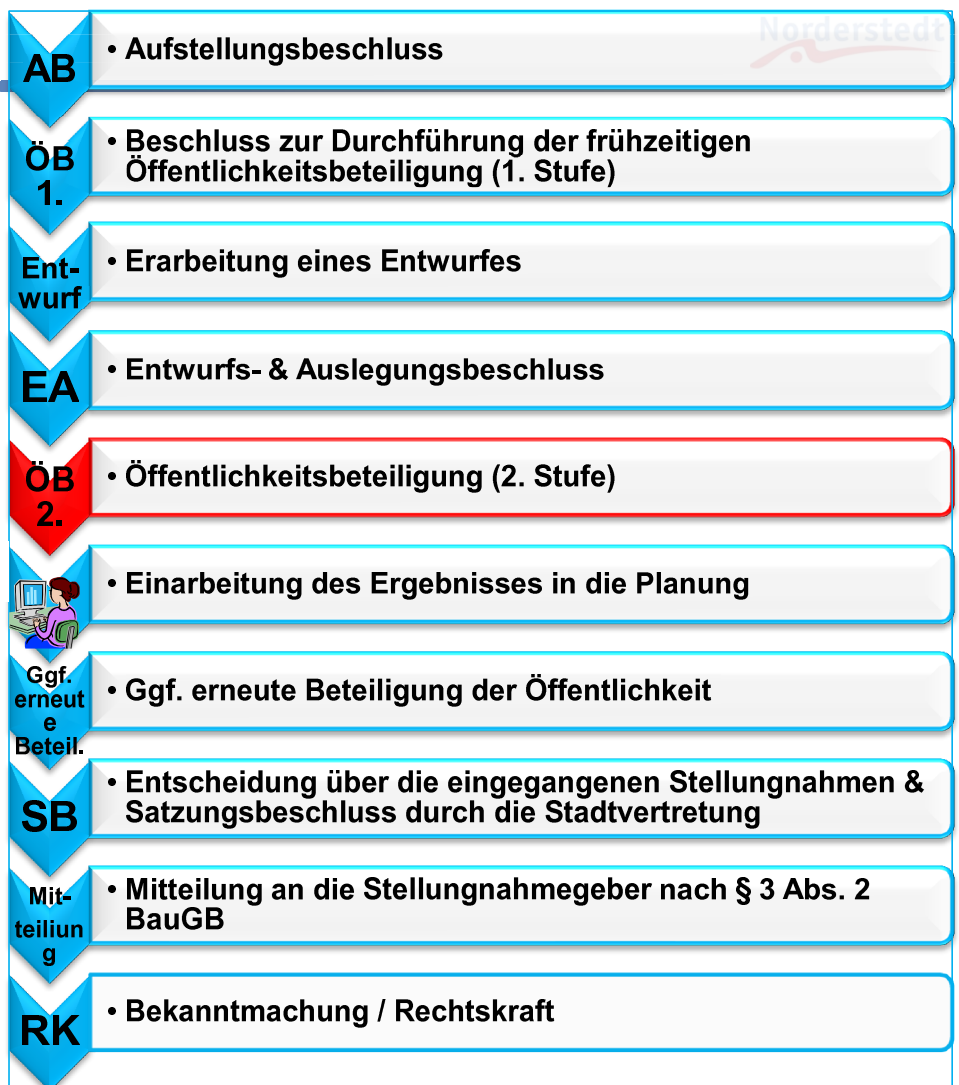 Norderstedt
AB
• Aufstellungsbeschluss
ÖB
1.
• Beschluss zur Durchführung der frühzeitigen
Öffentlichkeitsbeteiligung (1. Stufe)
Ent-
wurf
• Erarbeitung eines Entwurfes
EA
• Entwurfs- & Auslegungsbeschluss
ÖB
2.
• Öffentlichkeitsbeteiligung (2. Stufe)
• Einarbeitung des Ergebnisses in die Planung
Ggf.
erneut
e
Beteil.
• Ggf. erneute Beteiligung der Öffentlichkeit
SB
• Entscheidung über die eingegangenen Stellungnahmen &
Satzungsbeschluss durch die Stadtvertretung
Mit-
teiliun
g
• Mitteilung an die Stellungnahmegeber nach § 3 Abs. 2
BauGB
RK
• Bekanntmachung / Rechtskraft